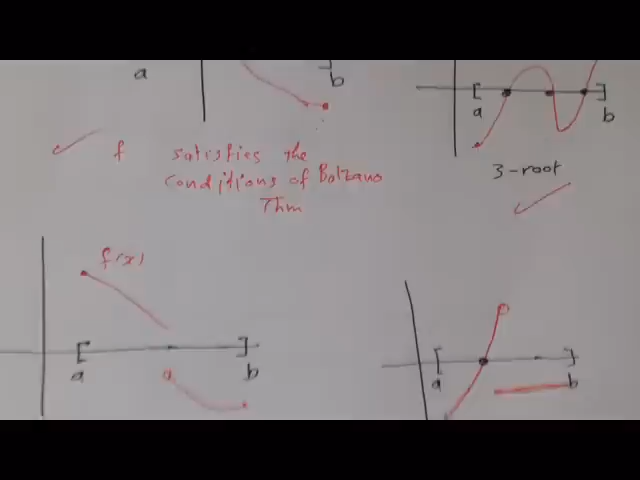 a
b
a
b
✓ f satisfies the
conditions of Bolzano
Thm
3-root
✓
f(x)
[ ]
a
b
[ ]
a
b